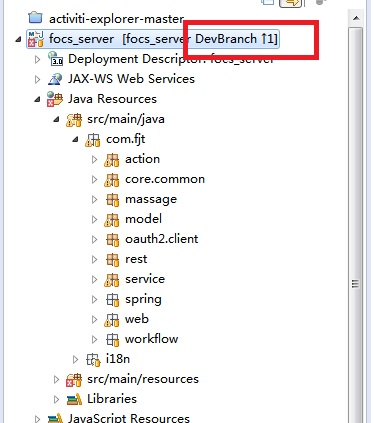 activiti-explorer-master
focs_server [focs_server DevBranch ↑1]
Deployment Descriptor: focs_server
JAX-WS Web Services
Java Resources
src/main/java
com.fjt
action
core.common
massage
model
oauth2.client
rest
service
spring
web
workflow
i18n
src/main/resources
Libraries
JavaScript Resources